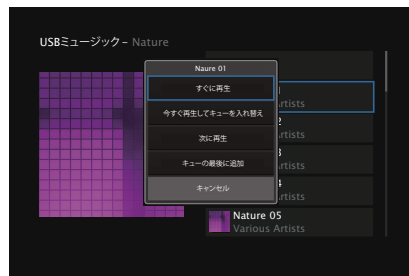 USBミュージック – Nature
Naure 01
すぐに再生
今すぐ再生してキューを入れ替え
次に再生
キューの最後に追加
キャンセル
Artists
Artists
Artists
Artists
Nature 05
Various Artists